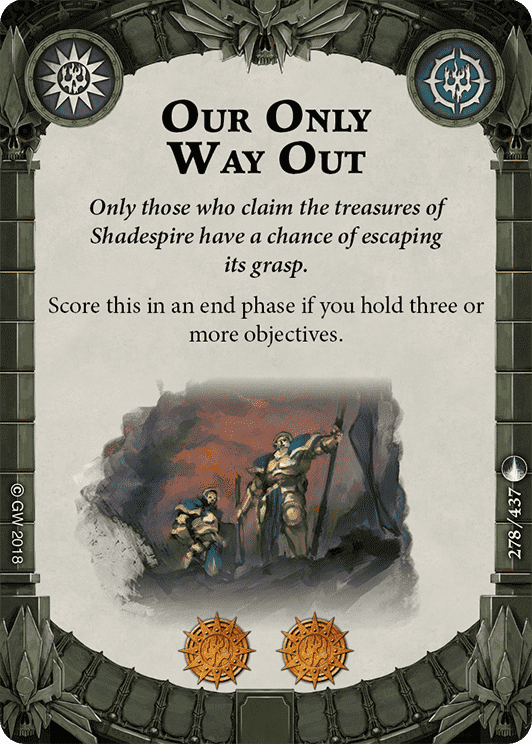 Our Only
Way Out
Only those who claim the treasures of
Shadespire have a chance of escaping
its grasp.
Score this in an end phase if you hold three or
more objectives.
© GW 2018
278/437